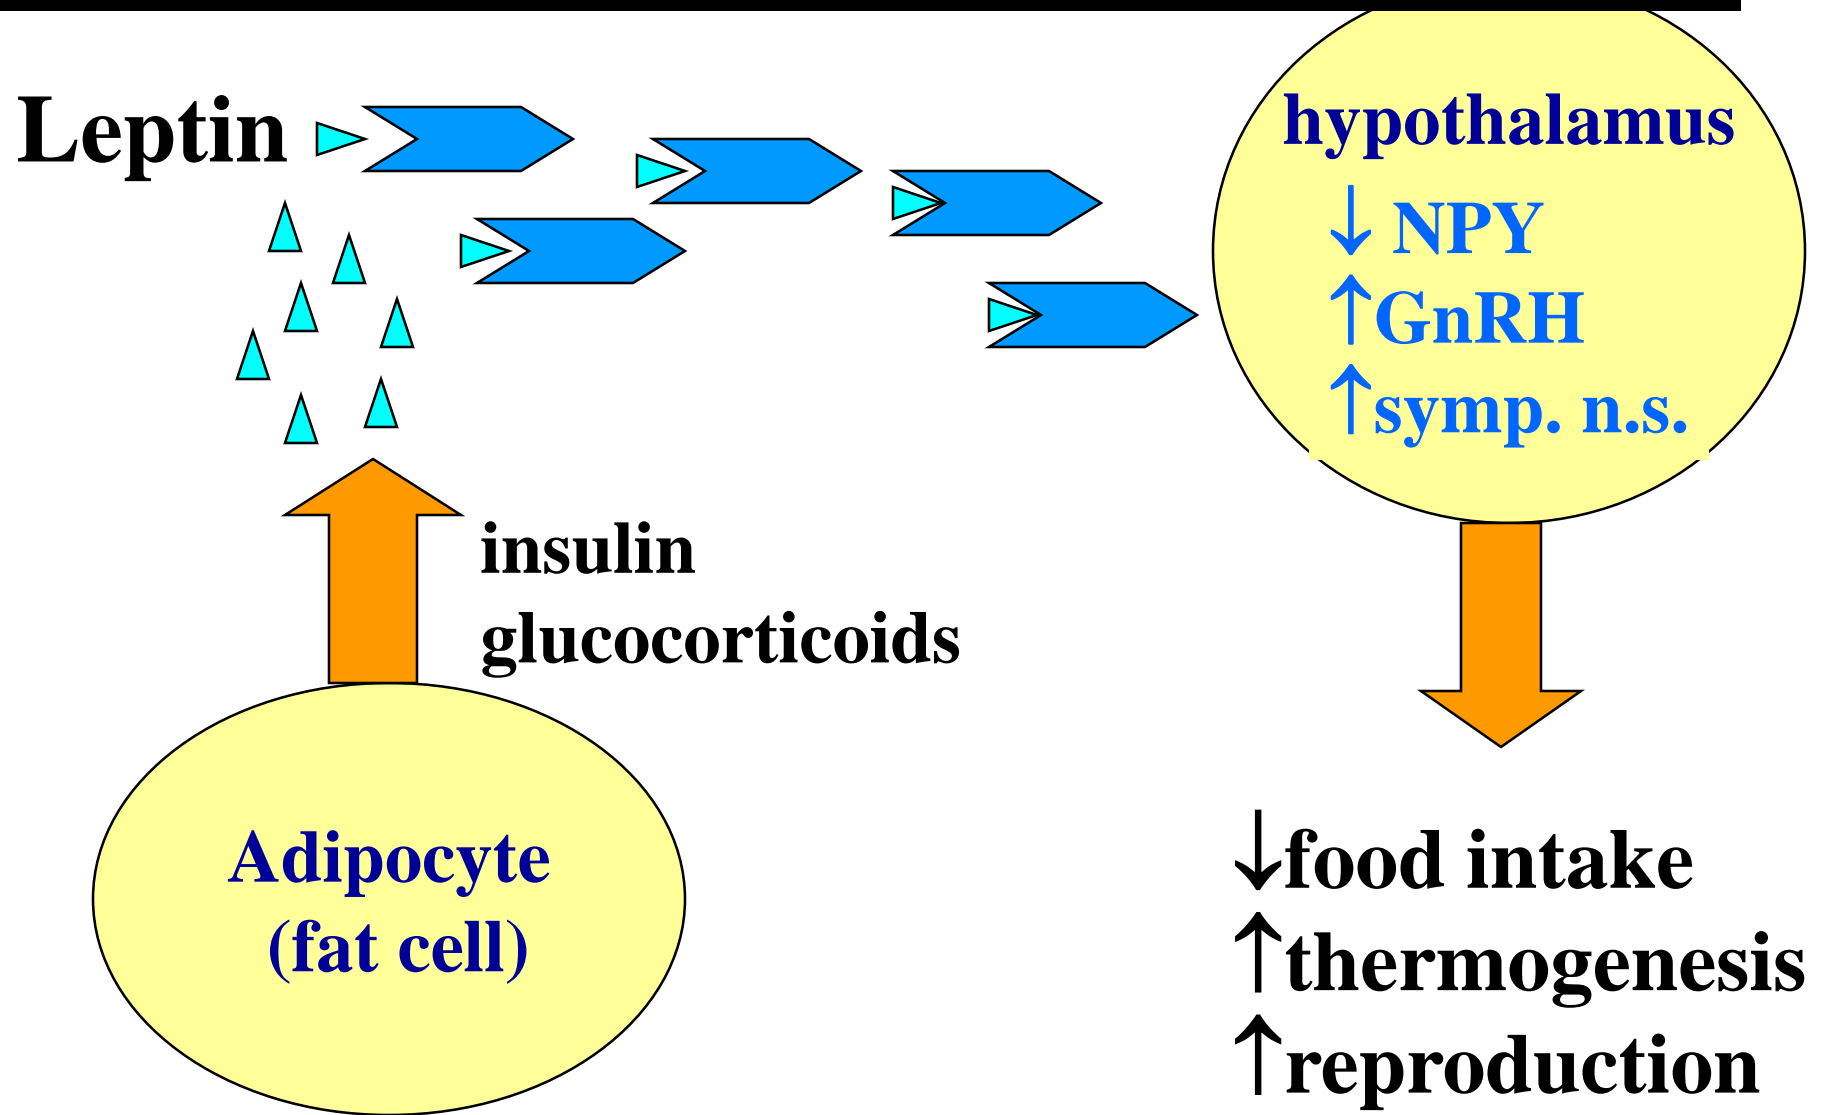 Leptin
hypothalamus
↓ NPY
↑GnRH
↑symp. n.s.
insulin
glucocorticoids
Adipocyte
(fat cell)
↓food intake
↑thermogenesis
↑reproduction